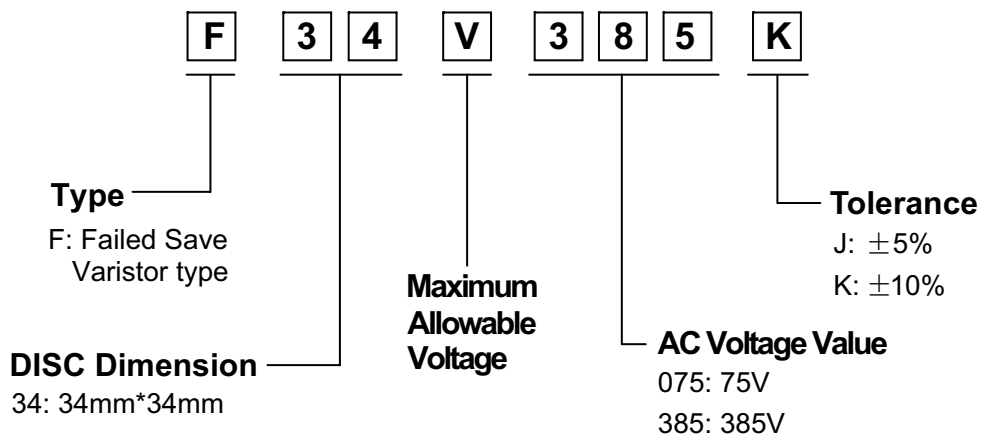 F 3 4 V 3 8 5 K
Type
F: Failed Save
Varistor type
DISC Dimension
34: 34mm*34mm
Maximum
Allowable
Voltage
AC Voltage Value
075: 75V
385: 385V
Tolerance
J: ±5%
K: ±10%